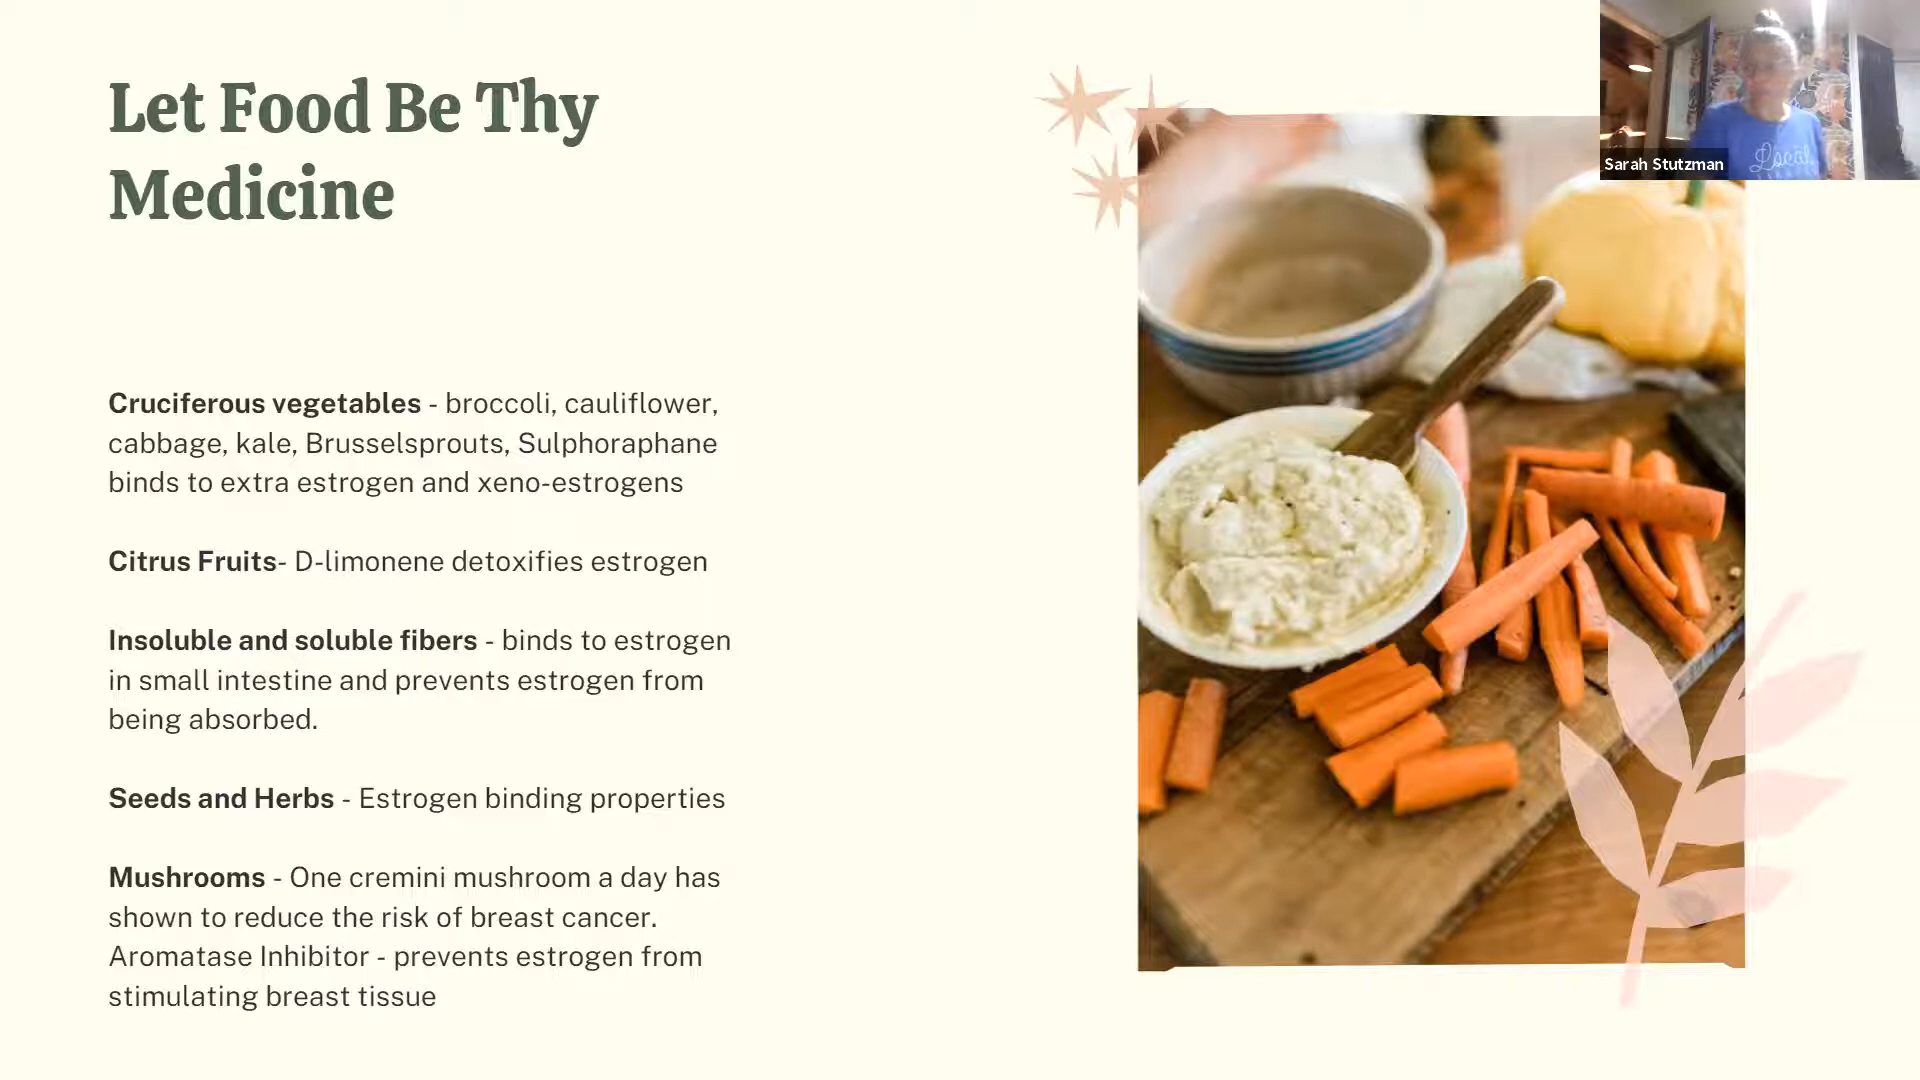 Let Food Be Thy
Medicine
Cruciferous vegetables - broccoli, cauliflower,
cabbage, kale, Brusselsprouts, Sulphoraphane
binds to extra estrogen and xeno-estrogens
Citrus Fruits- D-limonene detoxifies estrogen
Insoluble and soluble fibers - binds to estrogen
in small intestine and prevents estrogen from
being absorbed.
Seeds and Herbs - Estrogen binding properties
Mushrooms - One cremini mushroom a day has
shown to reduce the risk of breast cancer.
Aromatase Inhibitor - prevents estrogen from
stimulating breast tissue
Local
Sarah Stutzman